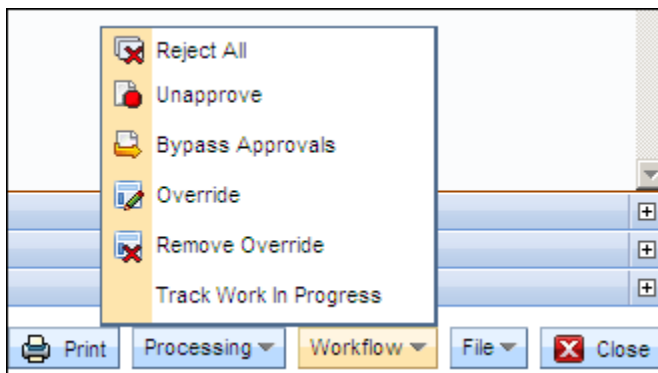 Reject All
Unapprove
Bypass Approvals
Override
Remove Override
Track Work In Progress
Print Processing Workflow File Close